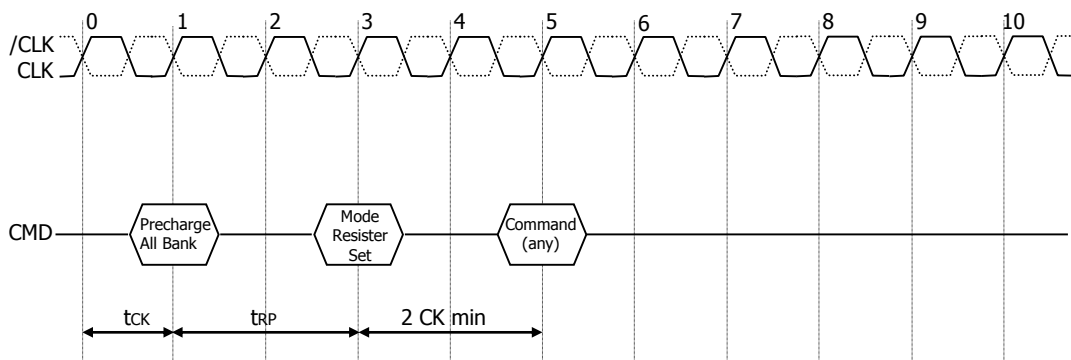 0 1 2 3 4 5 6 7 8 9 10
/CLK
CLK
CMD
Precharge
All Bank
Mode
Resister
Set
Command
(any)
tCK
tRP
2 CK min